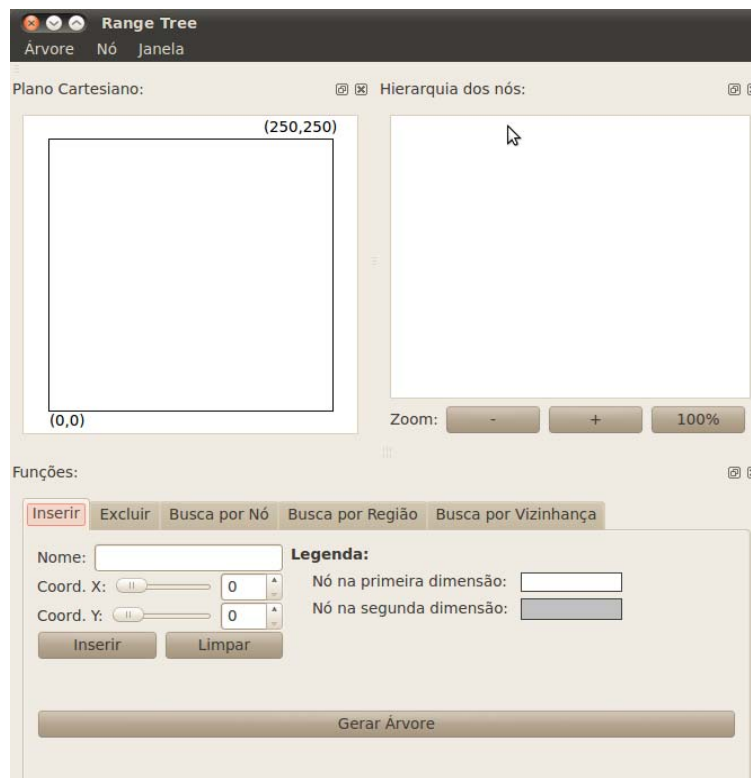 Range Tree
Árvore Nó Janela
Plano Cartesiano:
Hierarquia dos nós:
(250,250)
(0,0)
Zoom: - + 100%
Funções:
Inserir Excluir Busca por Nó Busca por Região Busca por Vizinhança
Nome:
Coord. X: 0
Coord. Y: 0
Inserir Limpar
Legenda:
Nó na primeira dimensão:
Nó na segunda dimensão:
Gerar Árvore